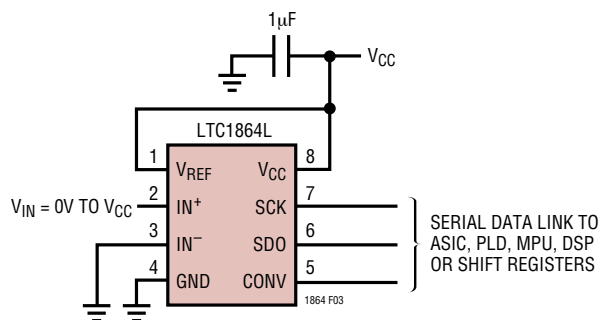 1µF
VCC
LTC1864L
1 VREF VCC 8
VIN = 0V TO VCC 2 IN+ SCK 7
3 IN– SDO 6
4 GND CONV 5
SERIAL DATA LINK TO
ASIC, PLD, MPU, DSP
OR SHIFT REGISTERS
1864 F03